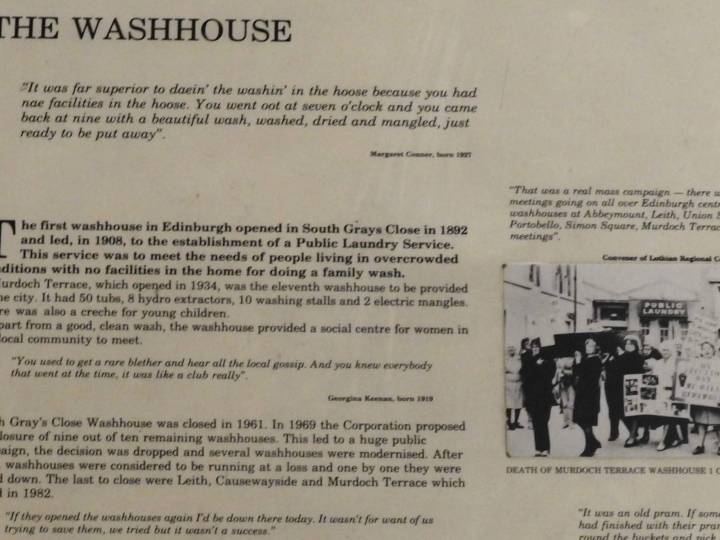 THE WASHHOUSE
"It was far superior to daein' the washin' in the hoose because you had
nae facilities in the hoose. You went oot at seven o'clock and you came
back at nine with a beautiful wash, washed, dried and mangled, just
ready to be put away".
Margaret Conner, born 1927
The first washhouse in Edinburgh opened in South Grays Close in 1892
and led, in 1908, to the establishment of a Public Laundry Service.
This service was to meet the needs of people living in overcrowded
nditions with no facilities in the home for doing a family wash.
urdoch Terrace, which opened in 1934, was the eleventh washhouse to be provided
he city. It had 50 tubs, 8 hydro extractors, 10 washing stalls and 2 electric mangles.
re was also a creche for young children.
part from a good, clean wash, the washhouse provided a social centre for women in
local community to meet.
"You used to get a rare blether and hear all the local gossip. And you knew everybody
that went at the time, it was like a club really".
Georgina Keenan, born 1919
h Gray's Close Washhouse was closed in 1961. In 1969 the Corporation proposed
losure of nine out of ten remaining washhouses. This led to a huge public
aign, the decision was dropped and several washhouses were modernised. After
washhouses were considered to be running at a loss and one by one they were
d down. The last to close were Leith, Causewayside and Murdoch Terrace which
d in 1982.
"If they opened the washhouses again I'd be down there today. It wasn't for want of us
trying to save them, we tried but it wasn't a success."
"That was a real mass campaign — there w
meetings going on all over Edinburgh centr
washhouses at Abbeymount, Leith, Union S
Portobello, Simon Square, Murdoch Terrac
meetings".
Convener of Lothian Regional C
PUBLIC
LAUNDRY
DEATH OF MURDOCH TERRACE WASHHOUSE 1 O
"It was an old pram. If some
had finished with their pra
round the buckets and pick